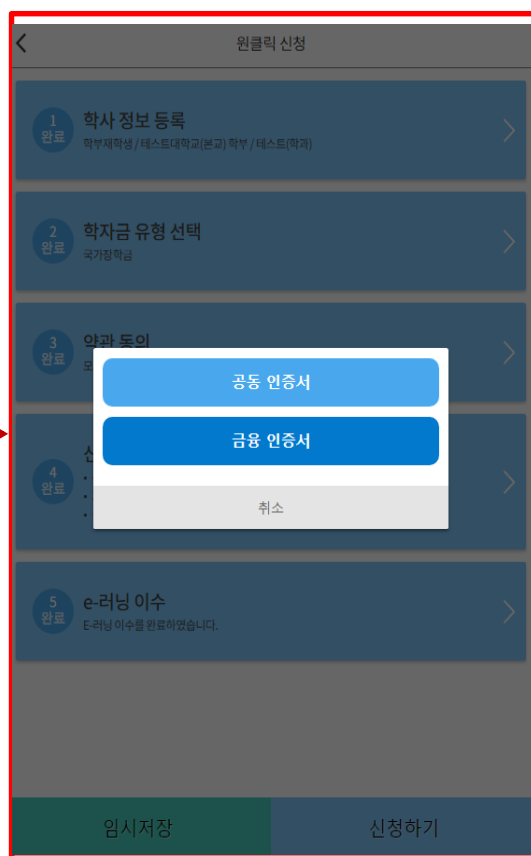 원클릭 신청
1
완료
학사 정보 등록
학부재학생 / 테스트대학교(본교) 학부 / 테스트(학과)
2
완료
학자금 유형 선택
국가장학금
3
완료
약관 동의
공동 인증서
금융 인증서
취소
4
완료
5
완료
e-러닝 이수
E-러닝 이수를 완료하였습니다.
임시저장
신청하기